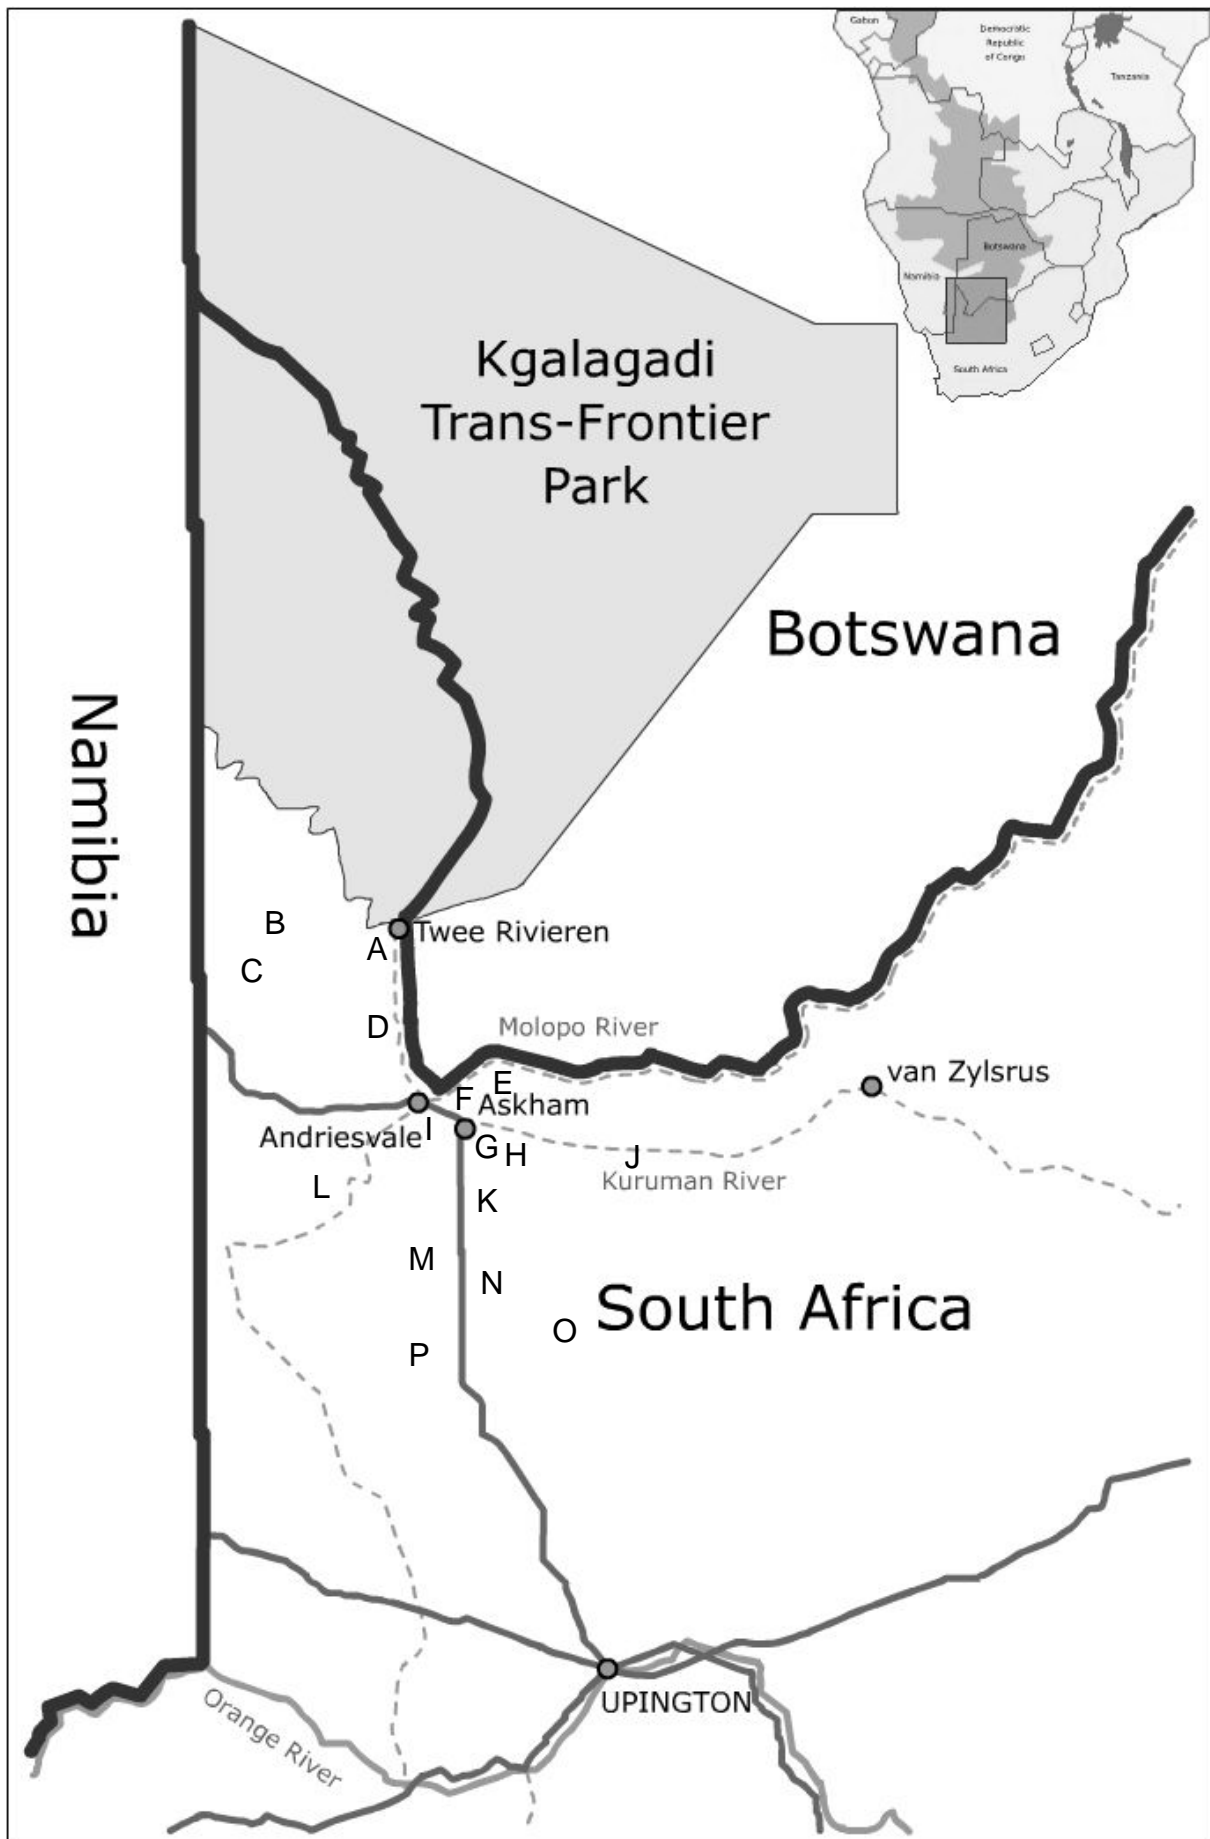 Gabon
Democratic
Republic
of Congo
Tanzania
Botswana
Namibia
South Africa
Kgalagadi
Trans-Frontier
Park
Botswana
Namibia
B
Twee Rivieren
A
C
D
Molopo River
van Zylsrus
E
F
Askham
Andriesvale
I
G
H
J
Kuruman River
L
K
M
N
South Africa
O
P
UPINGTON
Orange River